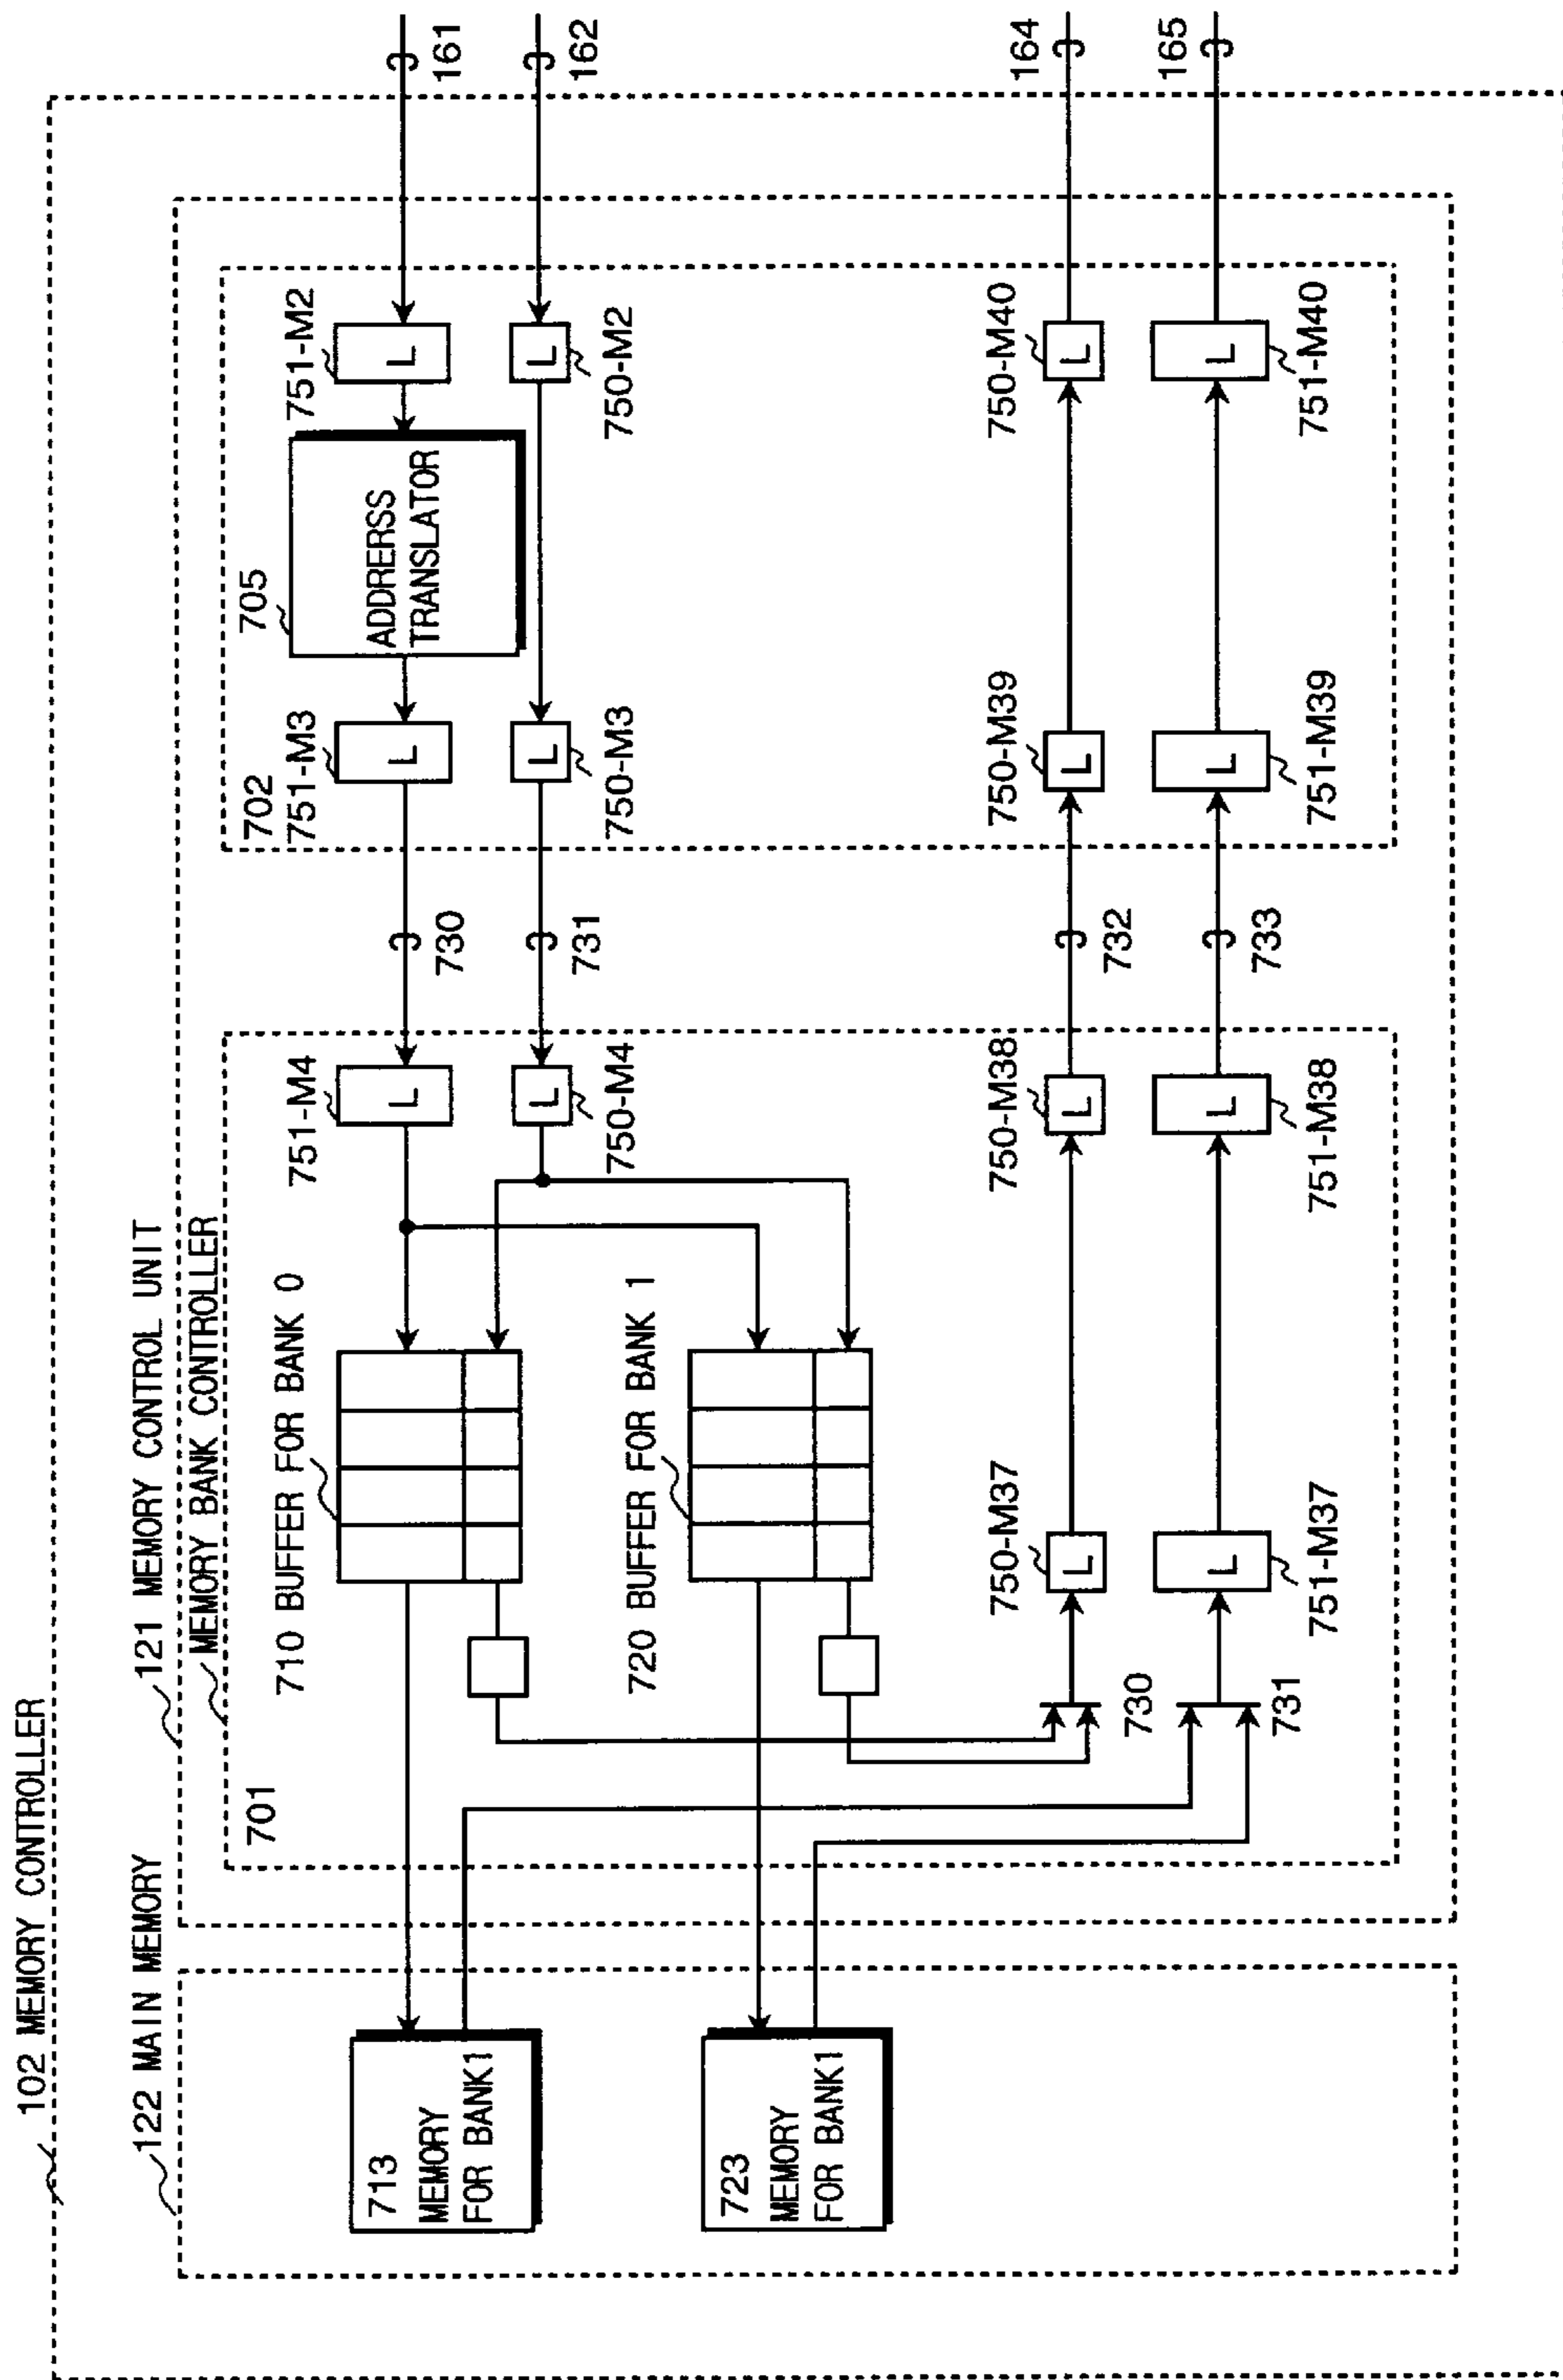 102 MEMORY CONTROLLER
122 MAIN MEMORY
121 MEMORY CONTROL UNIT
MEMORY BANK CONTROLLER
701
702
713
MEMORY
FOR BANK1
723
MEMORY
FOR BANK1
710 BUFFER FOR BANK 0
720 BUFFER FOR BANK 1
751-M4
L
L
750-M4
730
731
751-M3
L
L
750-M3
705
ADDRERSS
TRANSLATOR
751-M2
L
L
750-M2
161
162
730
731
750-M37
L
L
751-M37
750-M38
L
L
751-M38
732
733
750-M39
L
L
751-M39
750-M40
L
L
751-M40
164
165